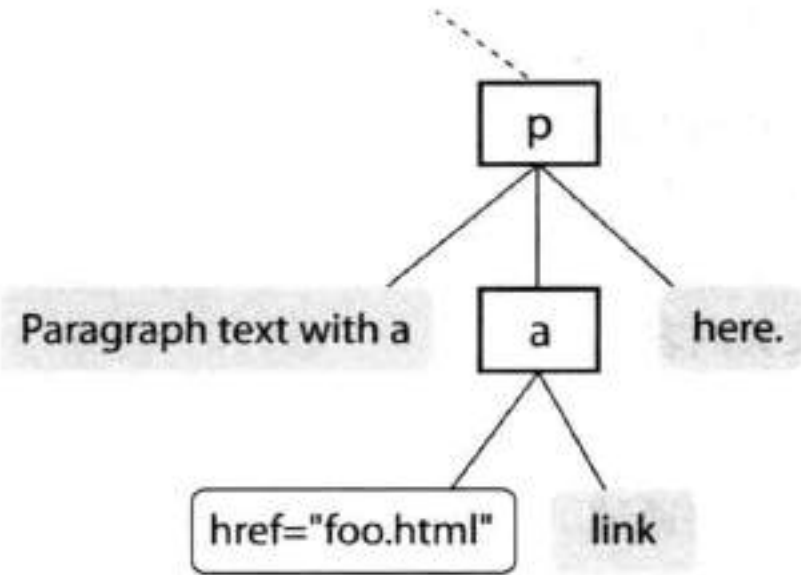 p
Paragraph text with a
a
here.
href="foo.html"
link